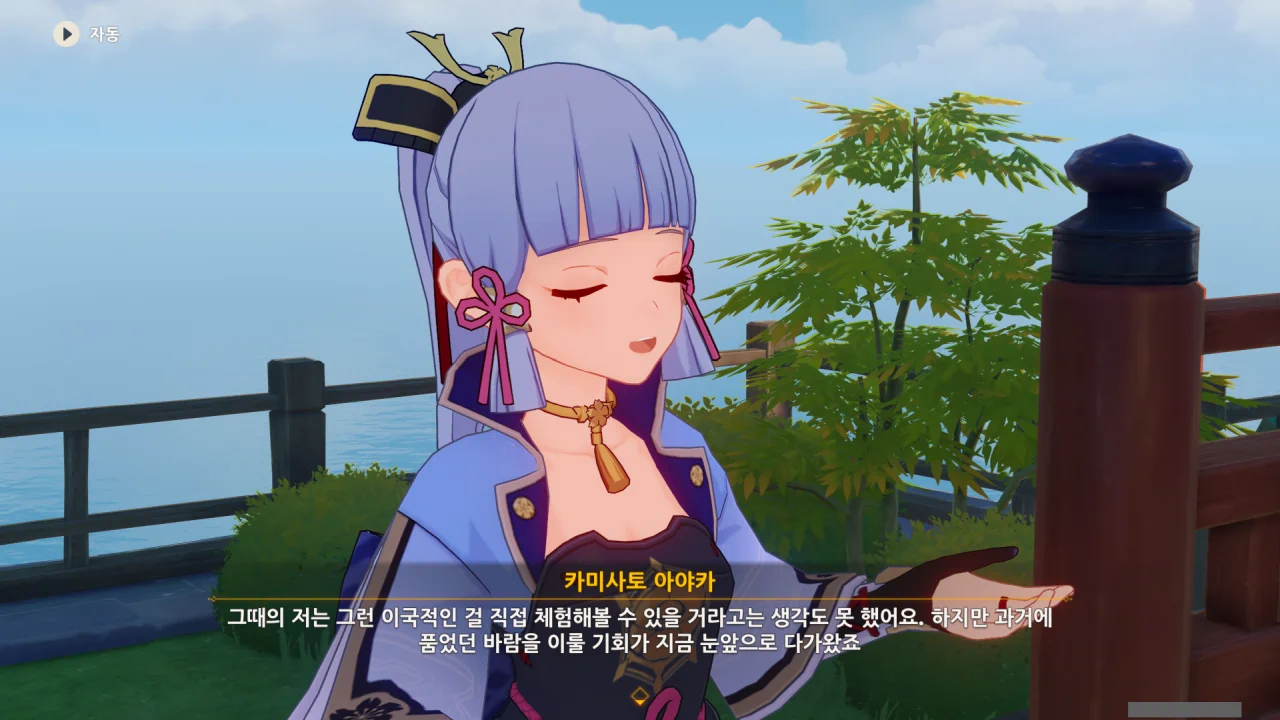 자동
카미사토 아야카
그때의 저는 그런 이국적인 걸 직접 체험해볼 수 있을 거라고는 생각도 못 했어요. 하지만 과거에
품었던 바람을 이룰 기회가 지금 눈앞으로 다가왔죠